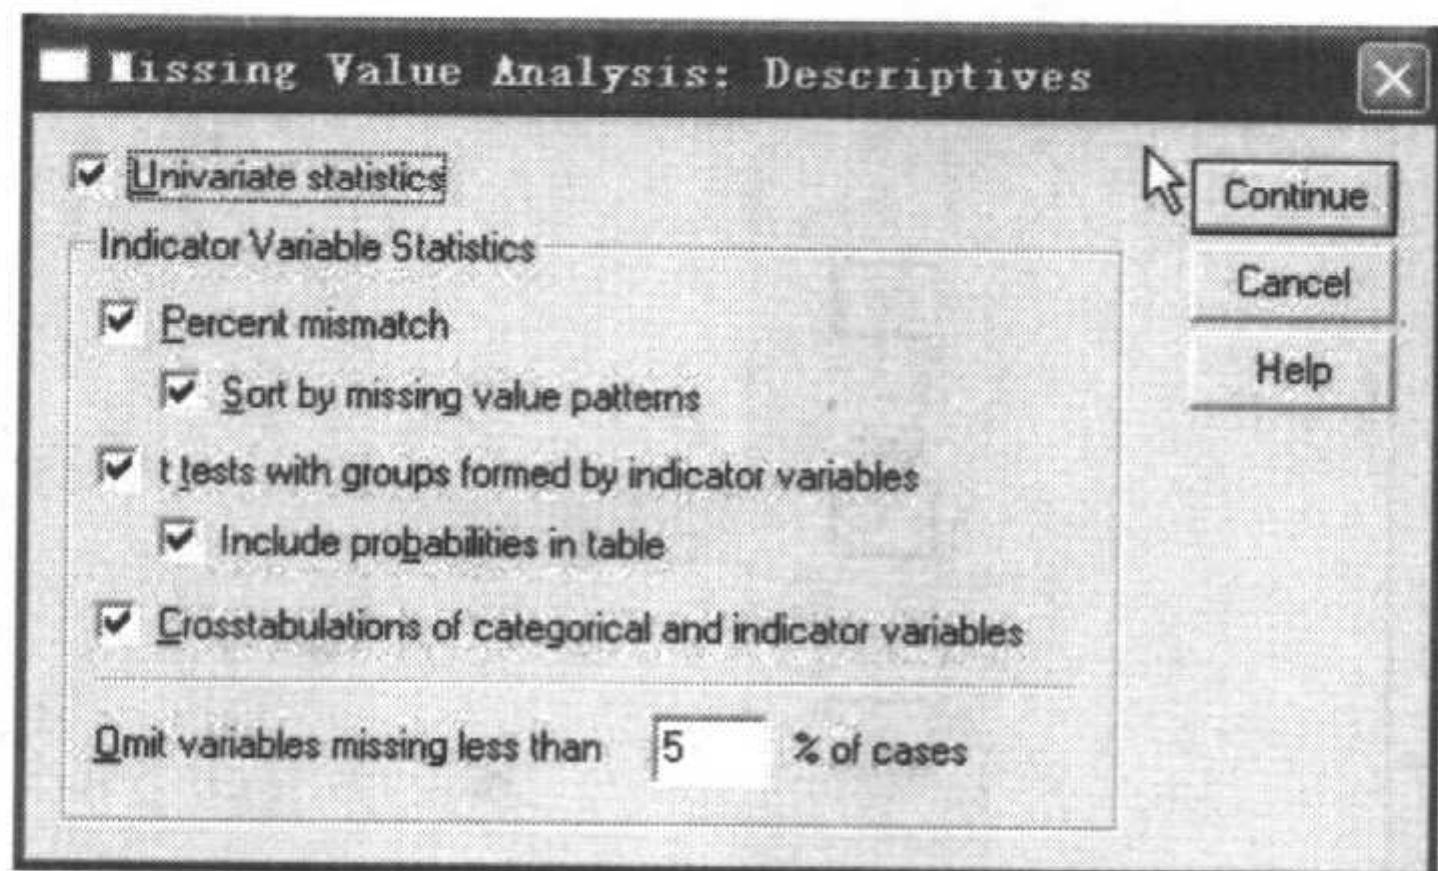 Missing Value Analysis: Descriptives
Univariate statistics
Continue
Indicator Variable Statistics
Cancel
Percent mismatch
Help
Sort by missing value patterns
t tests with groups formed by indicator variables
Include probabilities in table
Crosstabulations of categorical and indicator variables
Omit variables missing less than 5 % of cases